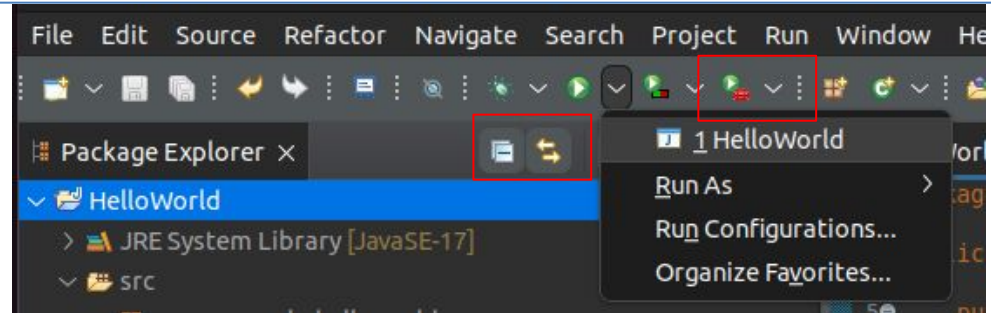 File Edit Source Refactor Navigate Search Project Run Window He
Package Explorer
1 HelloWorld
HelloWorld
Run As
JRE System Library [JavaSE-17]
Run Configurations...
src
Organize Favorites...